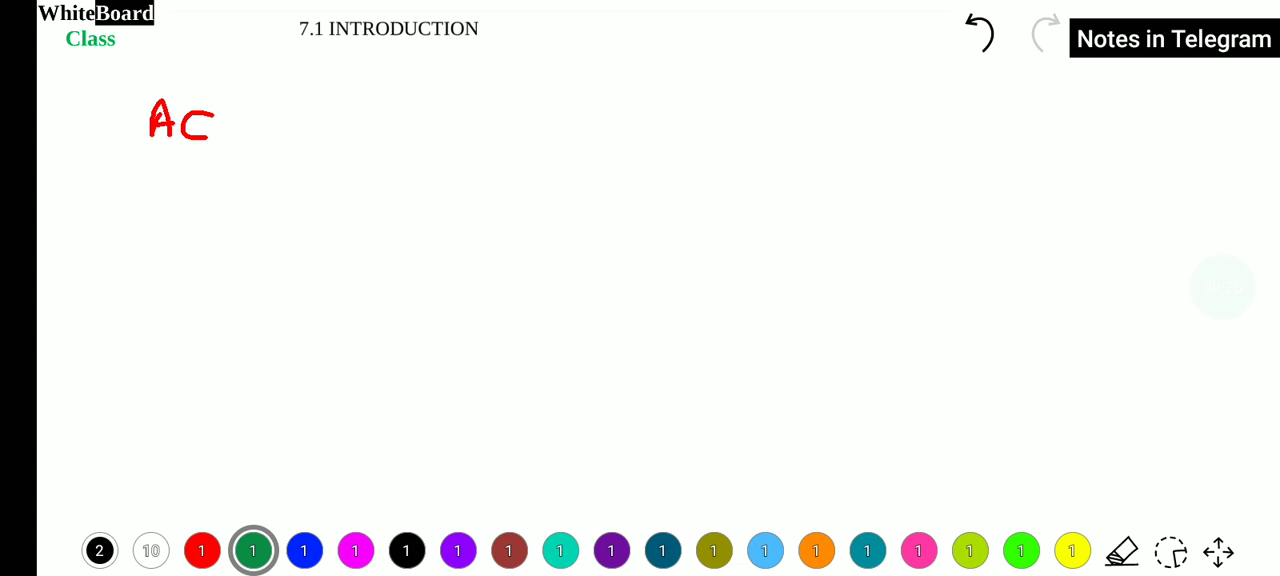 WhiteBoard
Class
7.1 INTRODUCTION
Notes in Telegram
AC
2 10 1 1 1 1 1 1 1 1 1 1 1 1 1 1 1 1 1 1